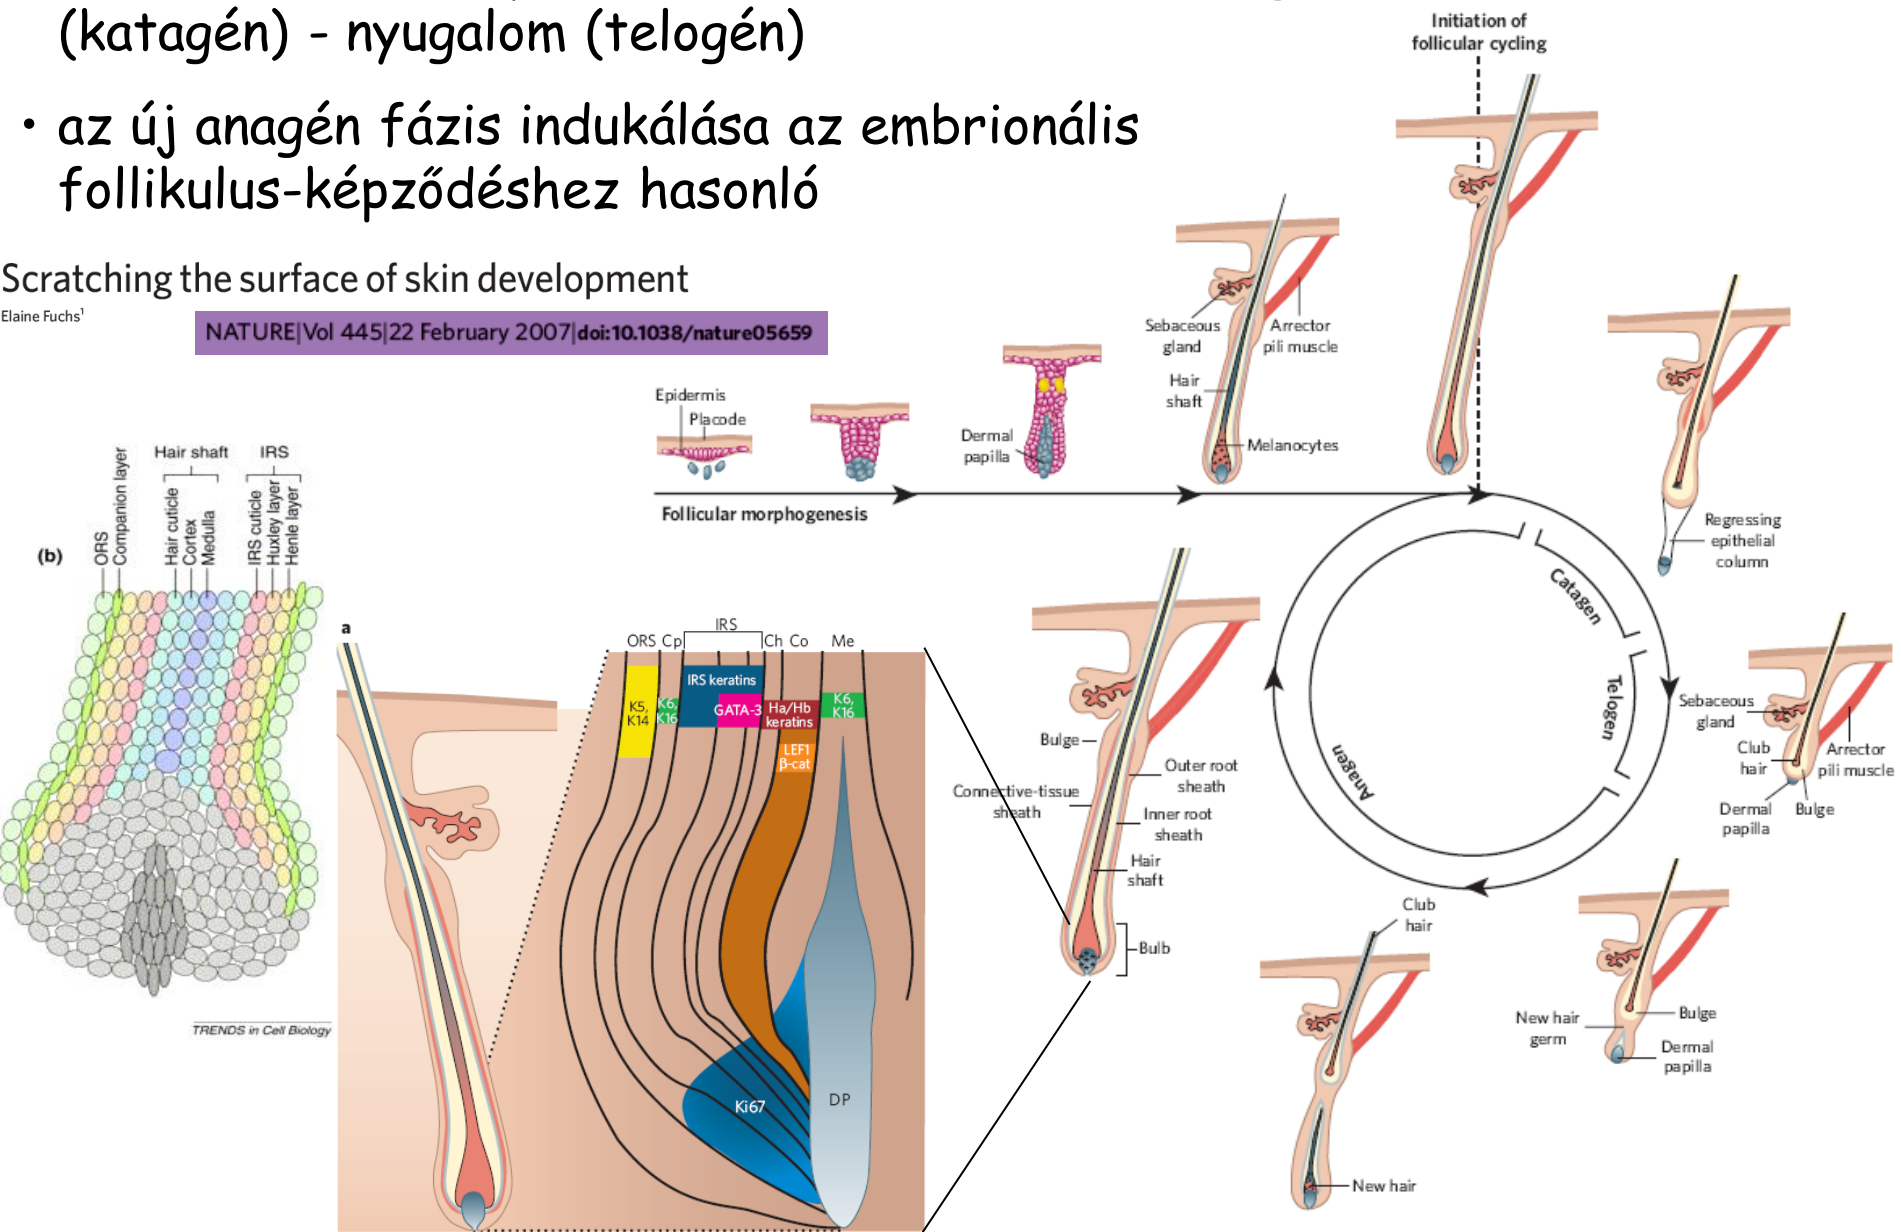 (katagén) - nyugalom (telogén)
• az új anagén fázis indukálása az embrionális
follikulus-képződéshez hasonló
Scratching the surface of skin development
Elaine Fuchs¹
NATURE|Vol 445|22 February 2007|doi:10.1038/nature05659
Initiation of
follicular cycling
Epidermis
Placode
Dermal
papilla
Sebaceous
gland
Arrector
pili muscle
Hair
shaft
Melanocytes
Follicular morphogenesis
Regressing
epithelial
column
Catagen
Telogen
Anagen
Sebaceous
gland
Club
hair
Arrector
pili muscle
Dermal
papilla
Bulge
New hair
germ
Bulge
Dermal
papilla
Club
hair
New hair
Bulge
Connective-tissue
sheath
Outer root
sheath
Inner root
sheath
Hair
shaft
Bulb
(b)
Hair shaft
IRS
ORS
Companion layer
Hair cuticle
Cortex
Medulla
IRS cuticle
Huxley layer
Henle layer
TRENDS in Cell Biology
a
IRS
ORS Cp Ch Co Me
K5,
K14
K6,
K16
IRS keratins
GATA-3
Ha/Hb
keratins
K6,
K16
LEF1
β-cat
Ki67
DP